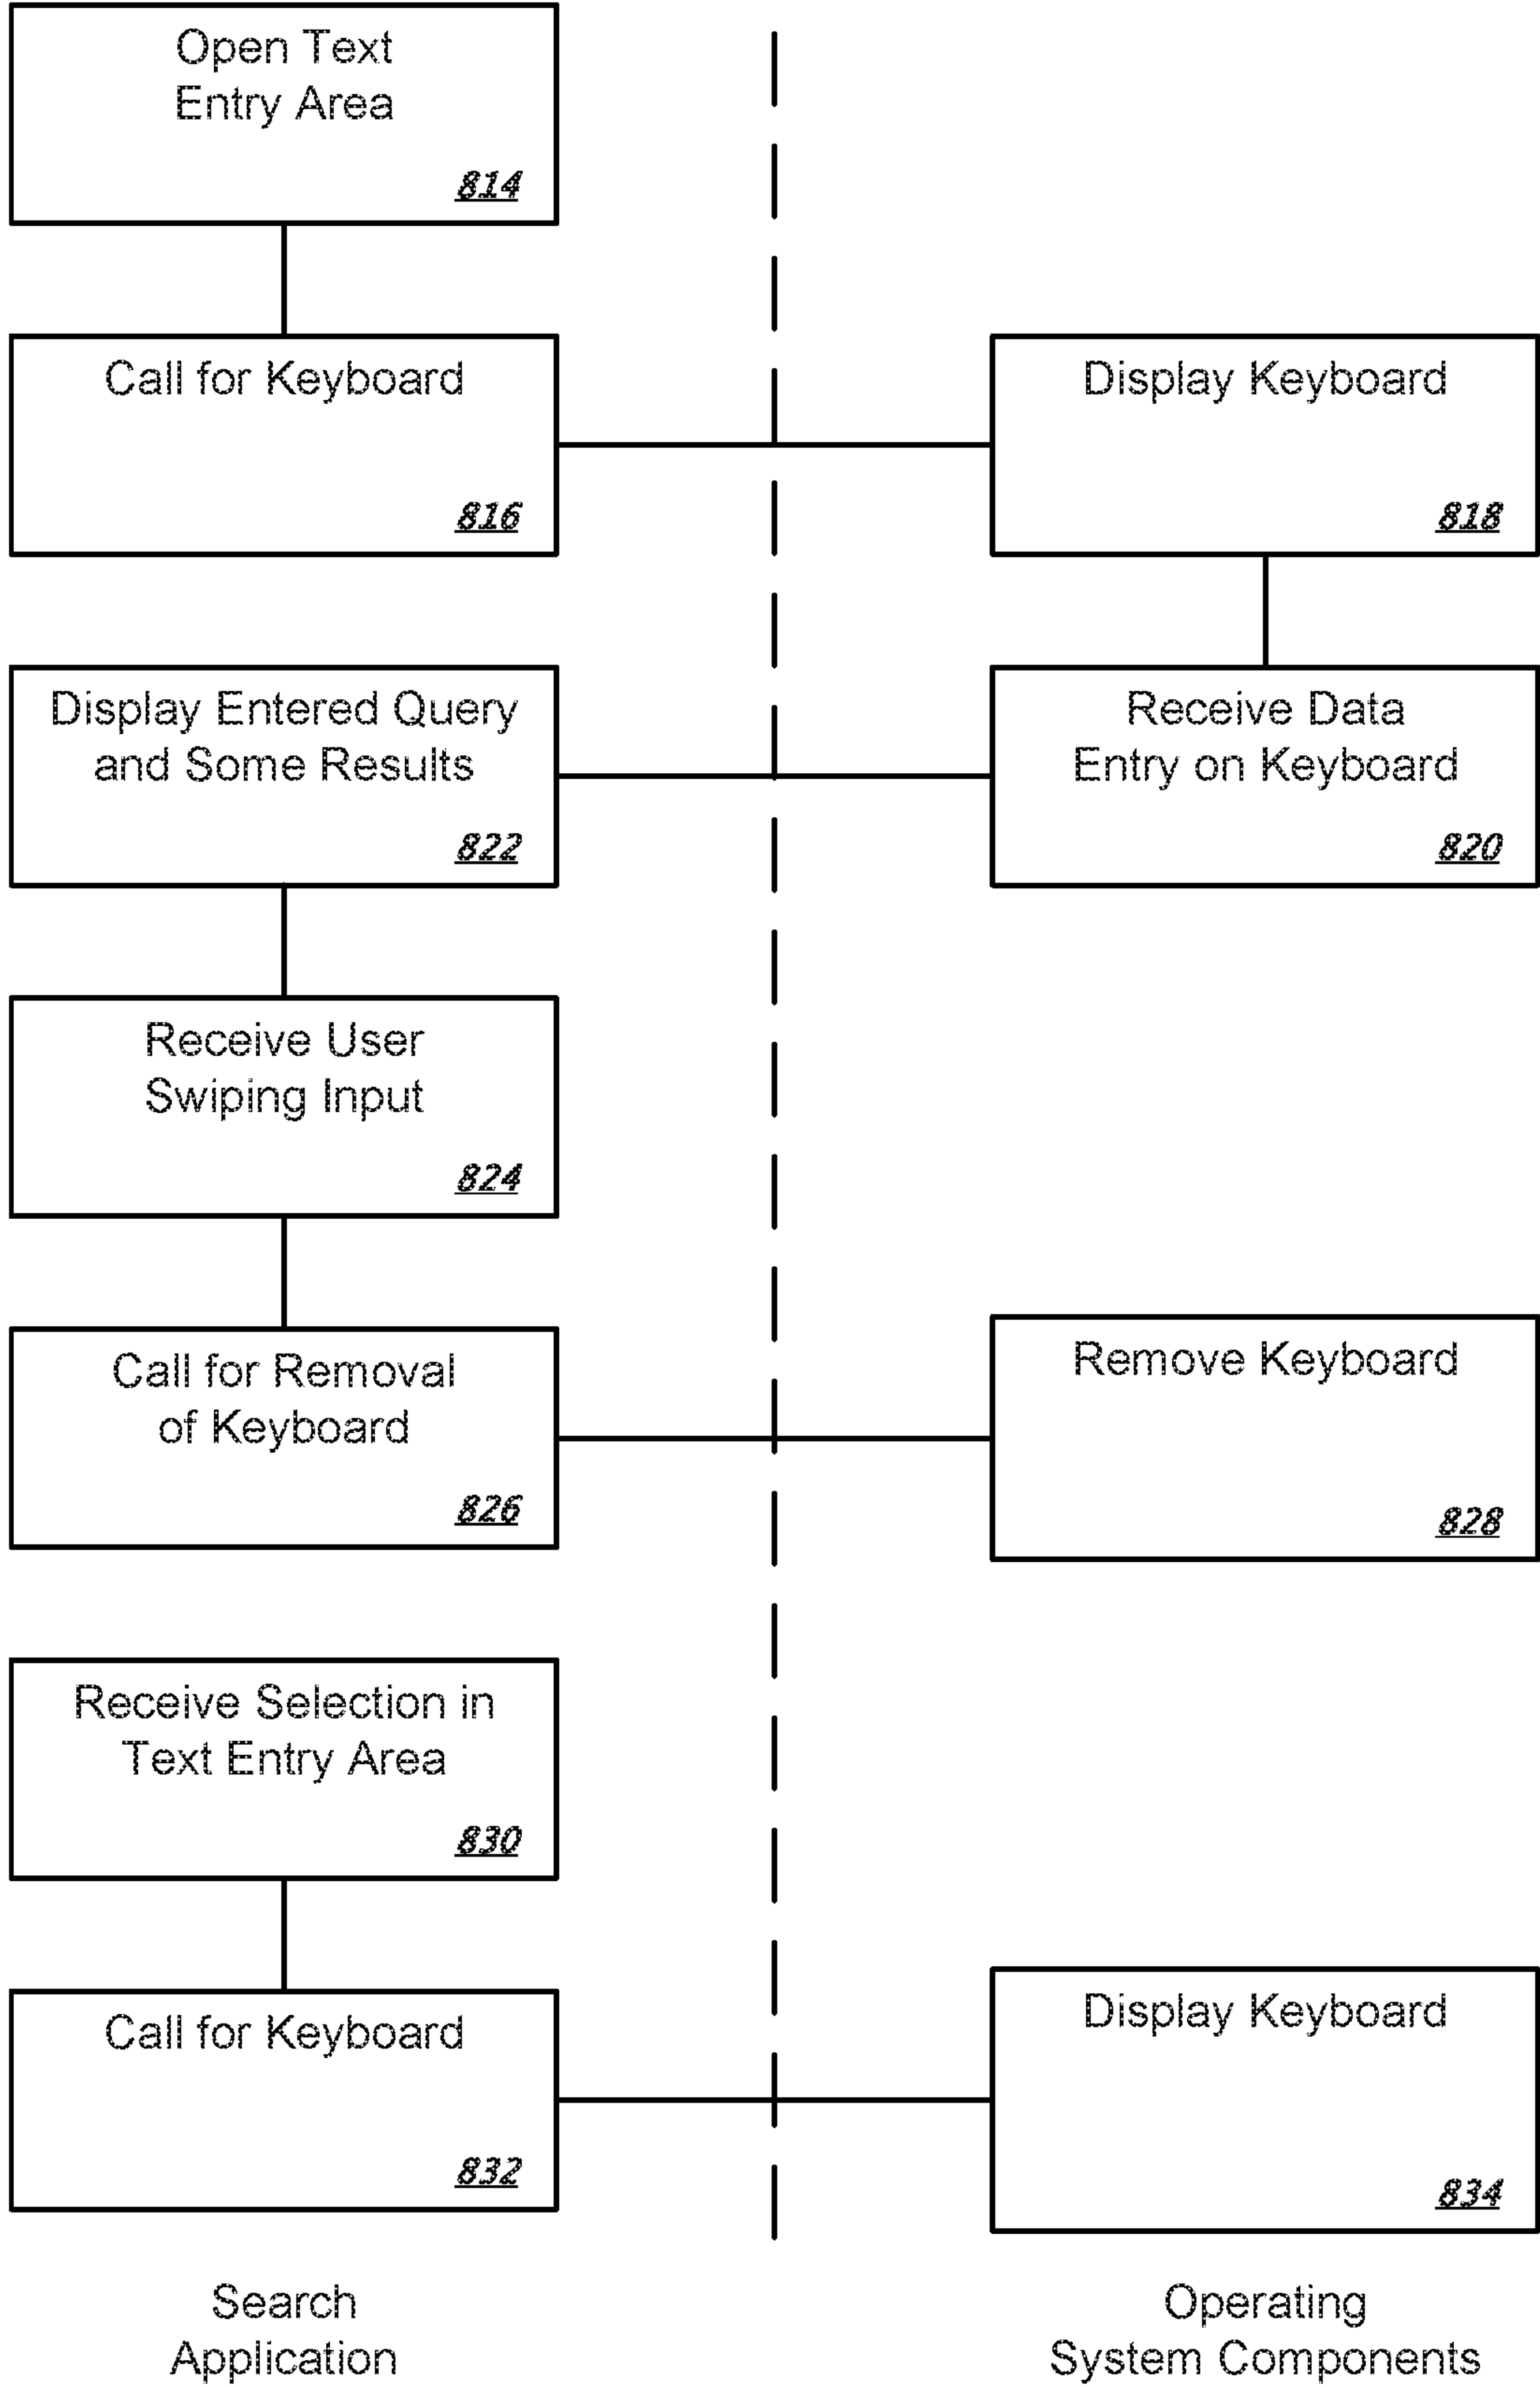 Open Text
Entry Area
814
Call for Keyboard
816
Display Keyboard
818
Display Entered Query
and Some Results
822
Receive Data
Entry on Keyboard
820
Receive User
Swiping Input
824
Call for Removal
of Keyboard
826
Remove Keyboard
828
Receive Selection in
Text Entry Area
830
Call for Keyboard
832
Display Keyboard
834
Search
Application
Operating
System Components